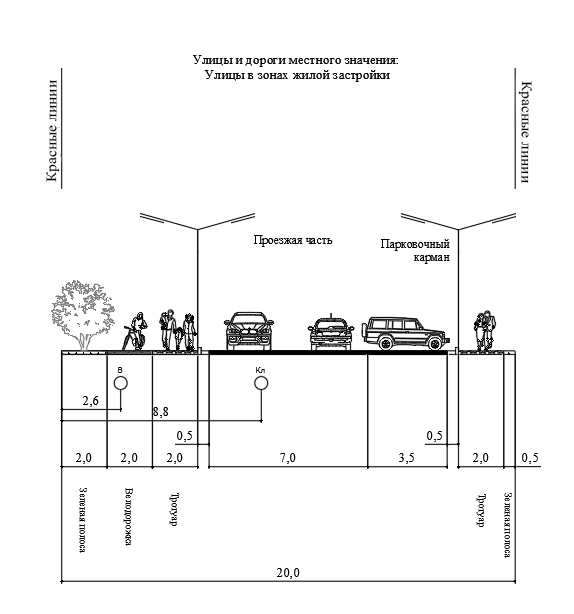 Улицы и дороги местного значения:
Улицы в зонах жилой застройки
Красные линии
Красные линии
Проезжая часть
Парковочный
карман
В
Кл
2,6
8,8
0,5
0,5
2,0
2,0
2,0
7,0
3,5
2,0
0,5
Зеленая полоса
Велодорожка
Тротуар
Тротуар
Зеленая полоса
20,0